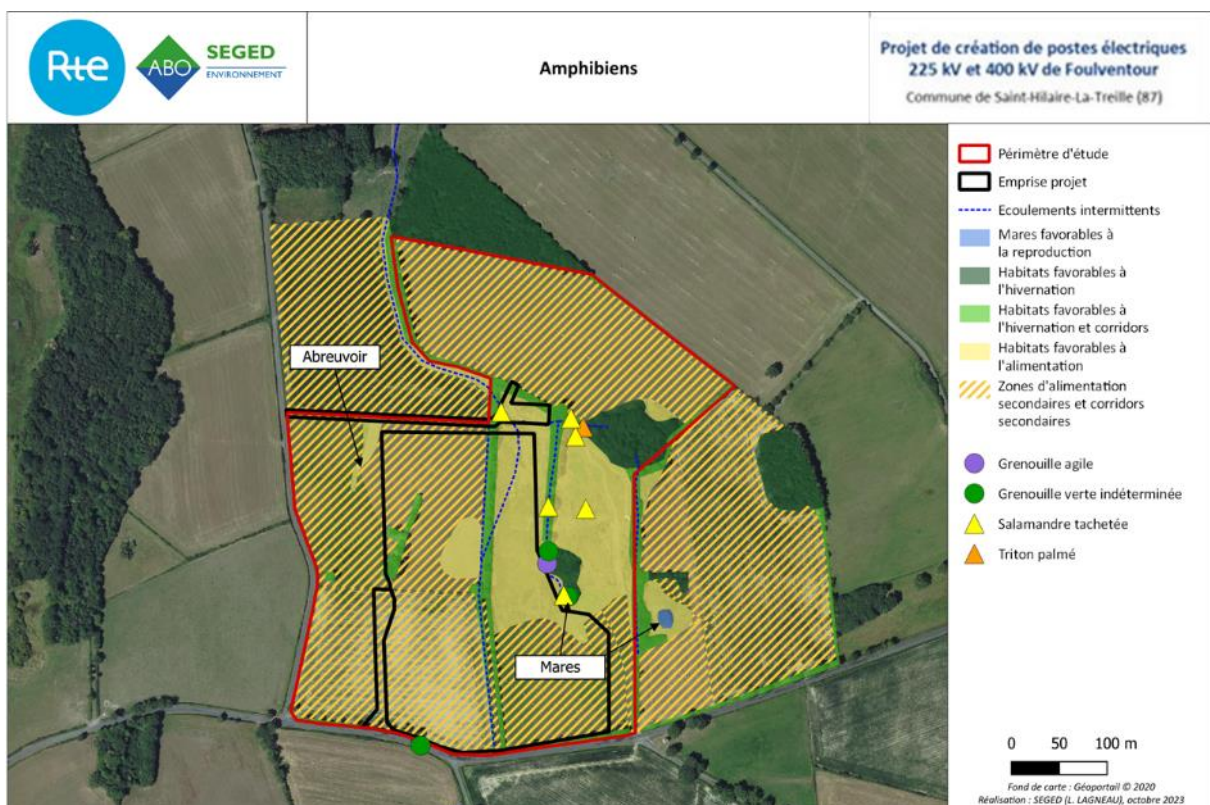 Rte
ABO
SEGED
ENVIRONNEMENT
Amphibiens
Projet de création de postes électriques
225 kV et 400 kV de Foulventour
Commune de Saint-Hilaire-La-Treille (87)
Abreuvoir
Mares
Périmètre d'étude
Emprise projet
Ecoulements intermittents
Mares favorables à
la reproduction
Habitats favorables à
l'hivernation
Habitats favorables à
l'hivernation et corridors
Habitats favorables à
l'alimentation
Zones d'alimentation
secondaires et corridors
secondaires
Grenouille agile
Grenouille verte indéterminée
Salamandre tachetée
Triton palmé
0 50 100 m
Fond de carte : Géoportail © 2020
Réalisation : SEGED (L. LAGNEAU), octobre 2023